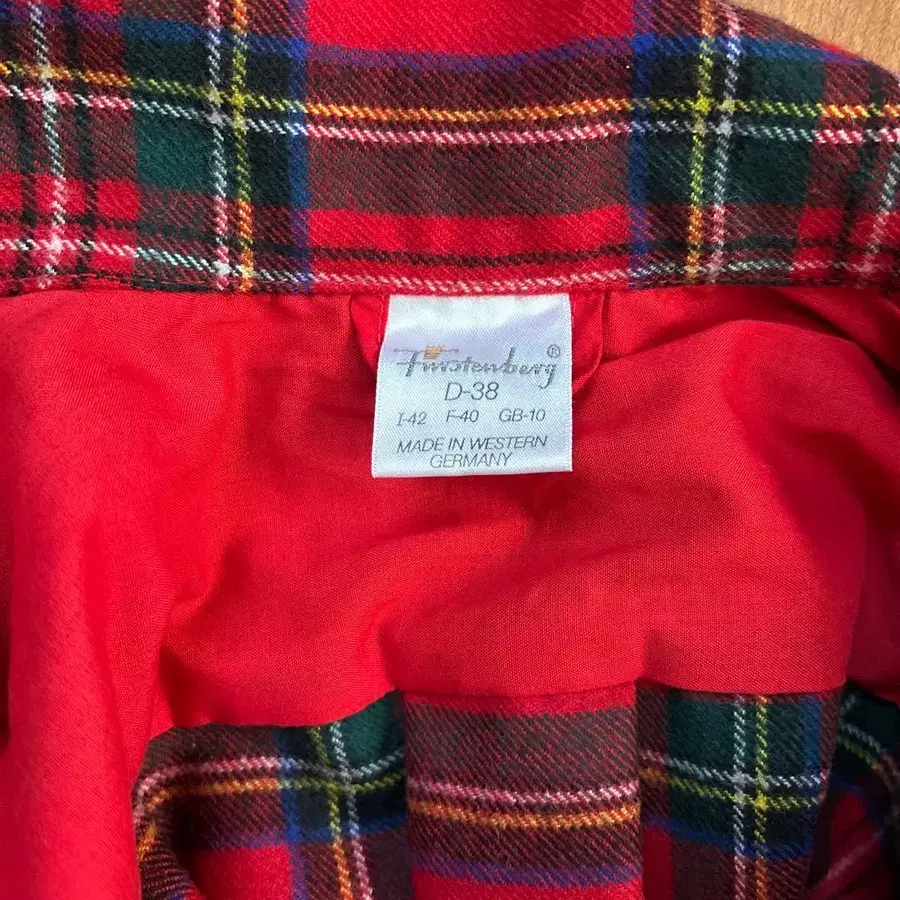 Fürstenberg®
D-38
I-42 F-40 GB-10
MADE IN WESTERN
GERMANY